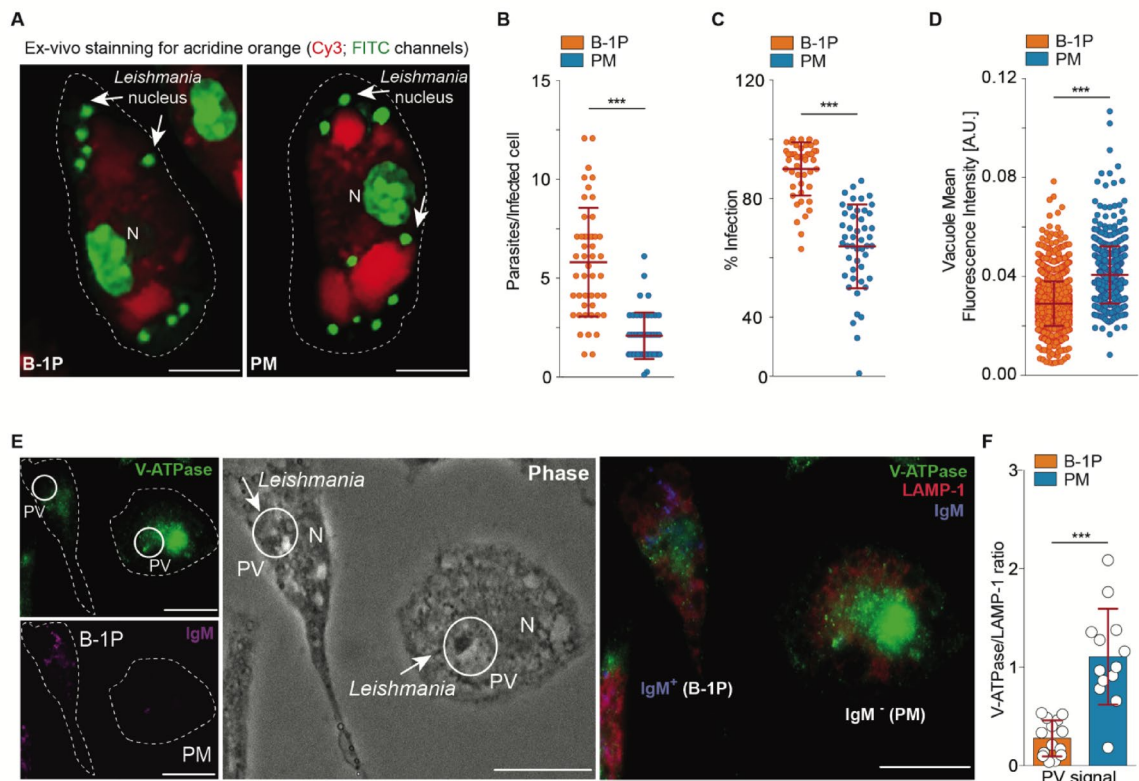 A
Ex-vivo stainning for acridine orange (Cy3; FITC channels)
Leishmania
nucleus
N
B-1P
Leishmania
nucleus
N
PM
B
B-1P
PM
Parasites/Infected cell
15
10
5
0
***
C
B-1P
PM
% Infection
120
80
40
0
***
D
B-1P
PM
Vacuole Mean
Fluorescence Intensity [A.U.]
0.12
0.08
0.04
0.00
***
E
V-ATPase
PV
PV
IgM
B-1P
PM
Phase
Leishmania
N
PV
N
Leishmania
PV
V-ATPase
LAMP-1
IgM
IgM⁺ (B-1P)
IgM⁻ (PM)
F
B-1P
PM
V-ATPase/LAMP-1 ratio
3
2
1
0
***
PV signal